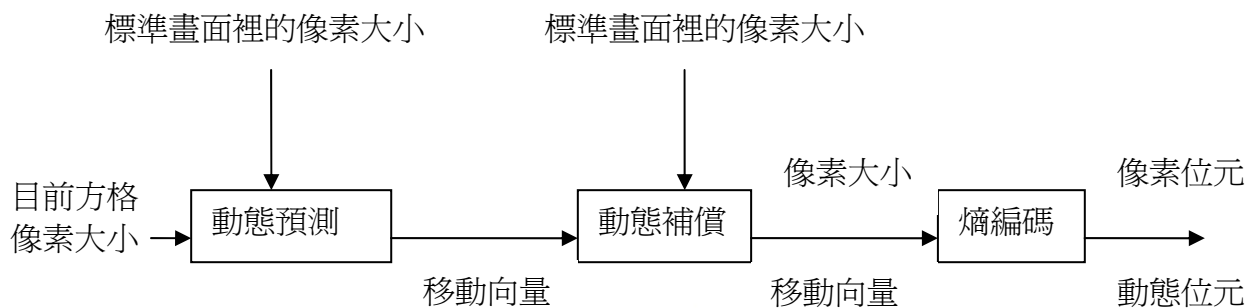 標準畫面裡的像素大小
標準畫面裡的像素大小
目前方格
像素大小
動態預測
移動向量
動態補償
像素大小
移動向量
熵編碼
像素位元
動態位元